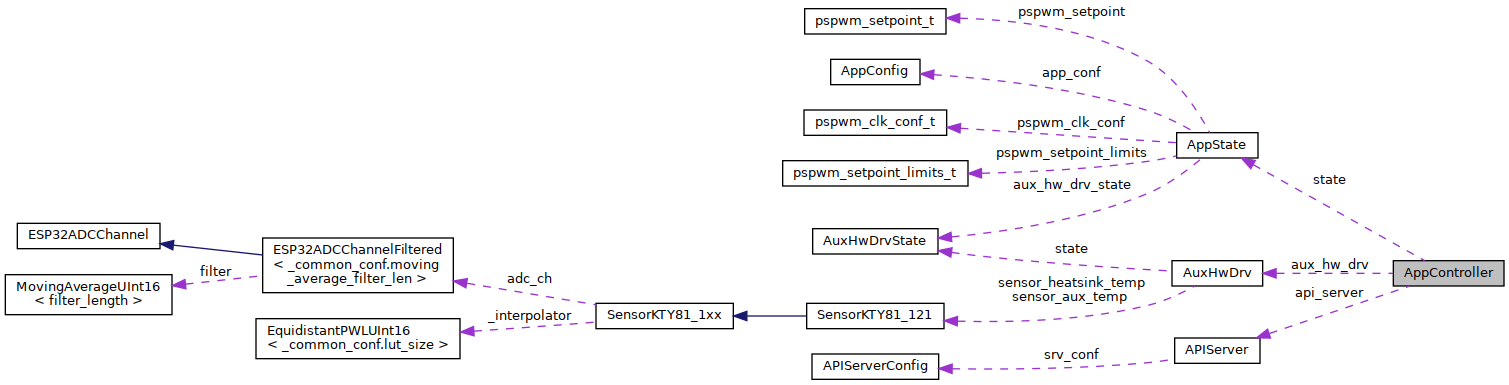 pspwm_setpoint_t
pspwm_setpoint
AppConfig
app_conf
pspwm_clk_conf_t
pspwm_clk_conf
AppState
pspwm_setpoint_limits
pspwm_setpoint_limits_t
state
aux_hw_drv_state
ESP32ADCChannel
AuxHwDrvState
ESP32ADCChannelFiltered
< _common_conf.moving
_average_filter_len >
state
aux_hw_drv
AppController
AuxHwDrv
filter
MovingAverageUInt16
< filter_length >
adc_ch
sensor_heatsink_temp
sensor_aux_temp
api_server
_interpolator
SensorKTY81_1xx
SensorKTY81_121
EquidistantPWLUInt16
< _common_conf.lut_size >
srv_conf
APIServer
APIServerConfig